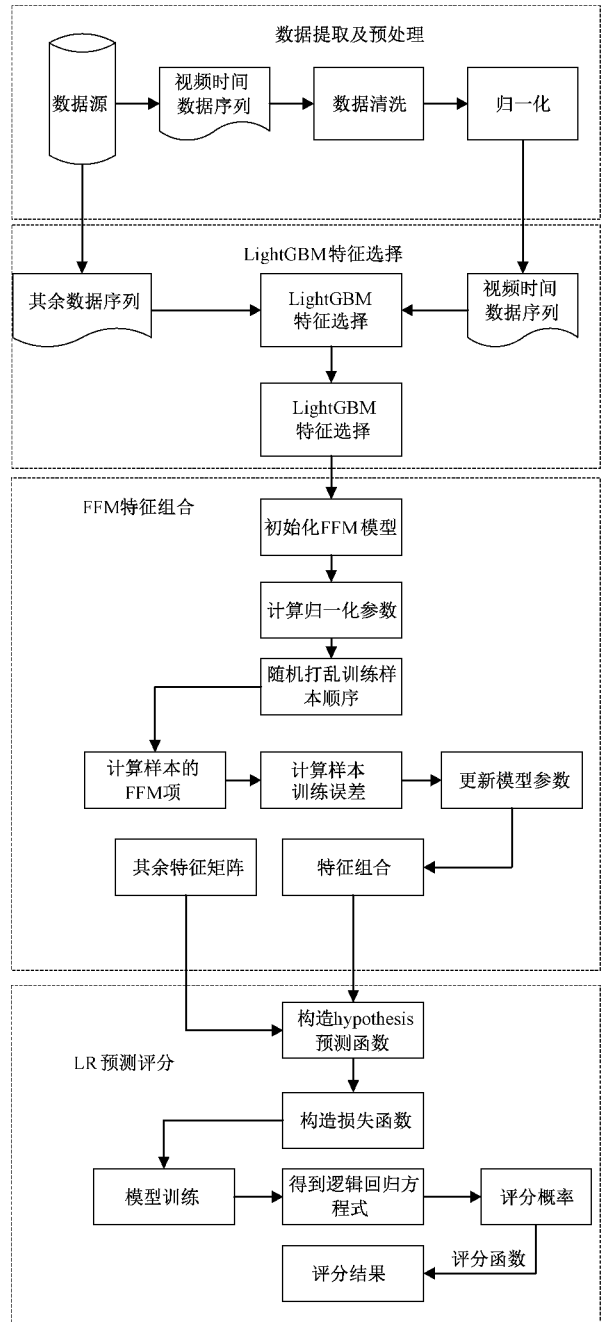 数据提取及预处理
数据源
视频时间
数据序列
数据清洗
归一化
LightGBM特征选择
其余数据序列
LightGBM
特征选择
视频时间
数据序列
LightGBM
特征选择
FFM特征组合
初始化FFM模型
计算归一化参数
随机打乱训练样
本顺序
计算样本的
FFM项
计算样本
训练误差
更新模型参数
其余特征矩阵
特征组合
构造hypothesis
预测函数
LR预测评分
构造损失函数
模型训练
得到逻辑回归方
程式
评分概率
评分函数
评分结果